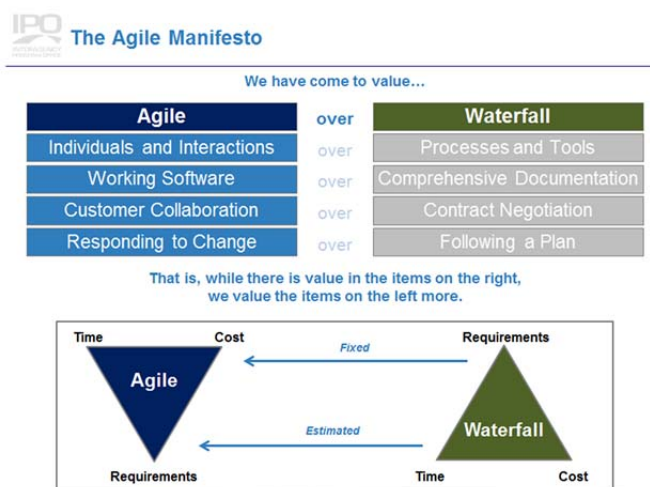 IPO
The Agile Manifesto
We have come to value…
Agile over Waterfall
Individuals and Interactions over Processes and Tools
Working Software over Comprehensive Documentation
Customer Collaboration over Contract Negotiation
Responding to Change over Following a Plan
That is, while there is value in the items on the right,
we value the items on the left more.
Time Cost Fixed Requirements
Agile
Estimated Waterfall
Requirements Time Cost